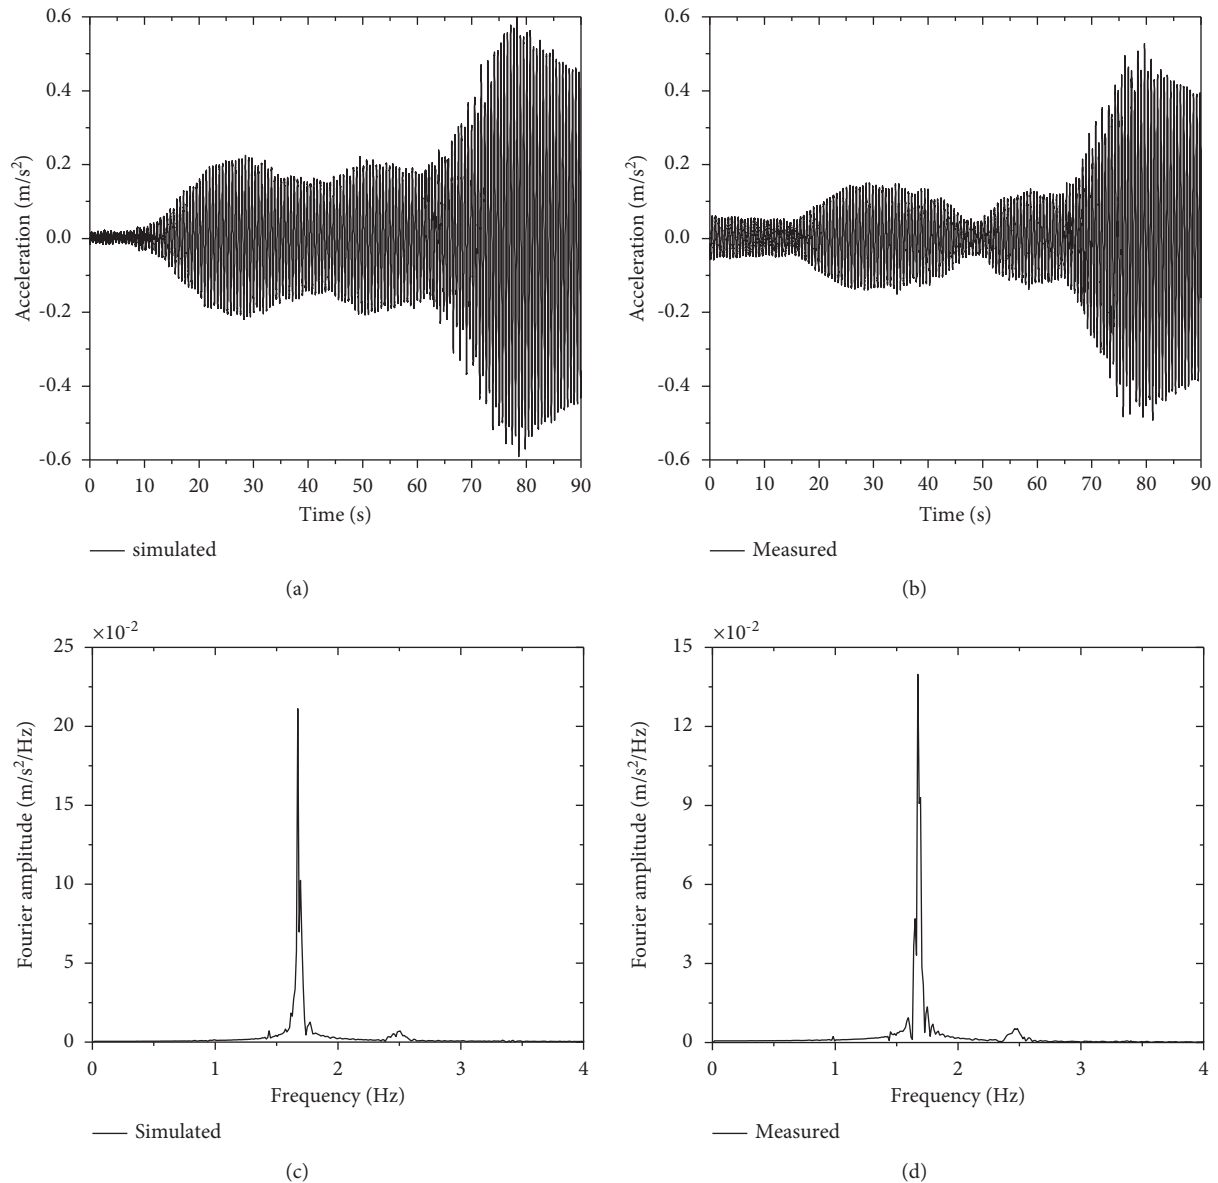 0.6
0.4
0.2
0.0
-0.2
-0.4
-0.6
Acceleration (m/s²)
0 10 20 30 40 50 60 70 80 90
Time (s)
simulated
(a)
0.6
0.4
0.2
0.0
-0.2
-0.4
-0.6
Acceleration (m/s²)
0 10 20 30 40 50 60 70 80 90
Time (s)
Measured
(b)
×10⁻²
25
20
15
10
5
0
Fourier amplitude (m/s²/Hz)
0 1 2 3 4
Frequency (Hz)
Simulated
(c)
×10⁻²
15
12
9
6
3
0
Fourier amplitude (m/s²/Hz)
0 1 2 3 4
Frequency (Hz)
Measured
(d)